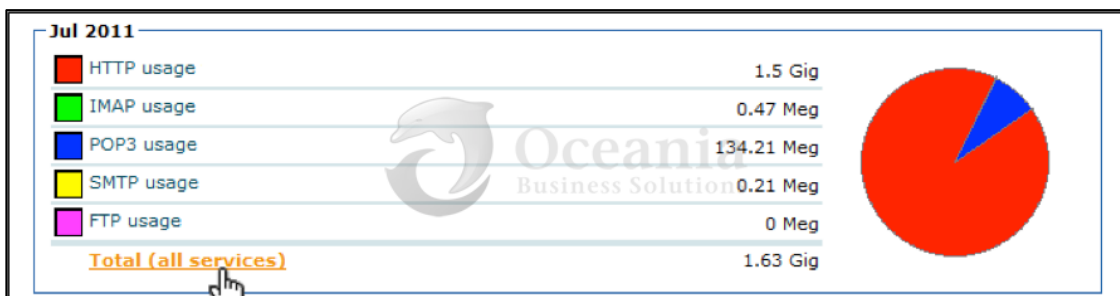 Jul 2011
HTTP usage 1.5 Gig
IMAP usage 0.47 Meg
POP3 usage 134.21 Meg
SMTP usage 0.21 Meg
FTP usage 0 Meg
Total (all services) 1.63 Gig
Oceania
Business Solution